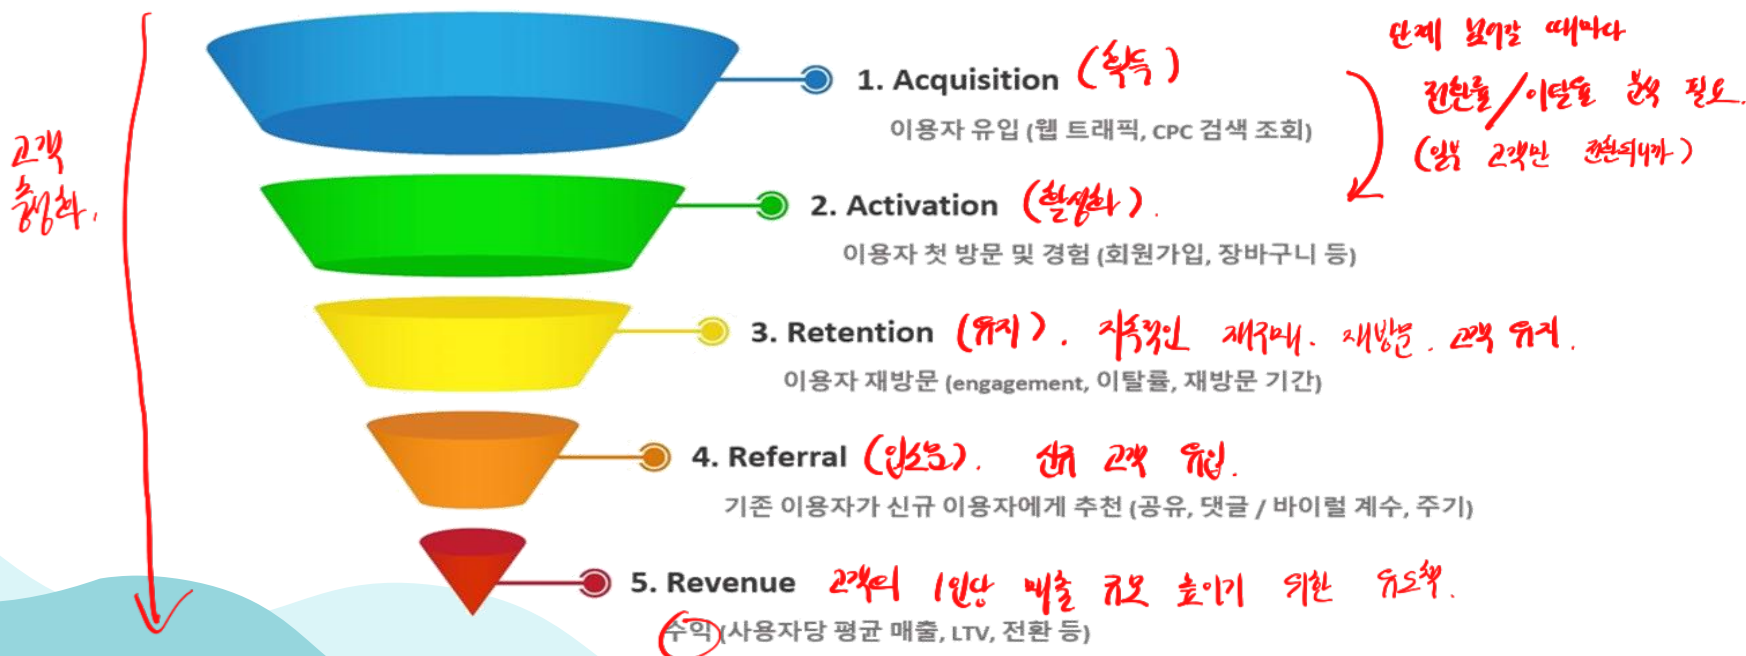 단계 넘어갈 때마다
전환률/이탈률 분석 필요.
(일부 고객만 전환되니까)
고객
충성화.
1. Acquisition (획득)
이용자 유입 (웹 트래픽, CPC 검색 조회)
2. Activation (활성화).
이용자 첫 방문 및 경험 (회원가입, 장바구니 등)
3. Retention (유지). 지속적인 재구매. 재방문. 고객 유지.
이용자 재방문 (engagement, 이탈률, 재방문 기간)
4. Referral (입소문). 신규 고객 유입.
기존 이용자가 신규 이용자에게 추천 (공유, 댓글 / 바이럴 계수, 주기)
5. Revenue 고객의 1인당 매출 규모 높이기 위한 유도책.
수익 (사용자당 평균 매출, LTV, 전환 등)